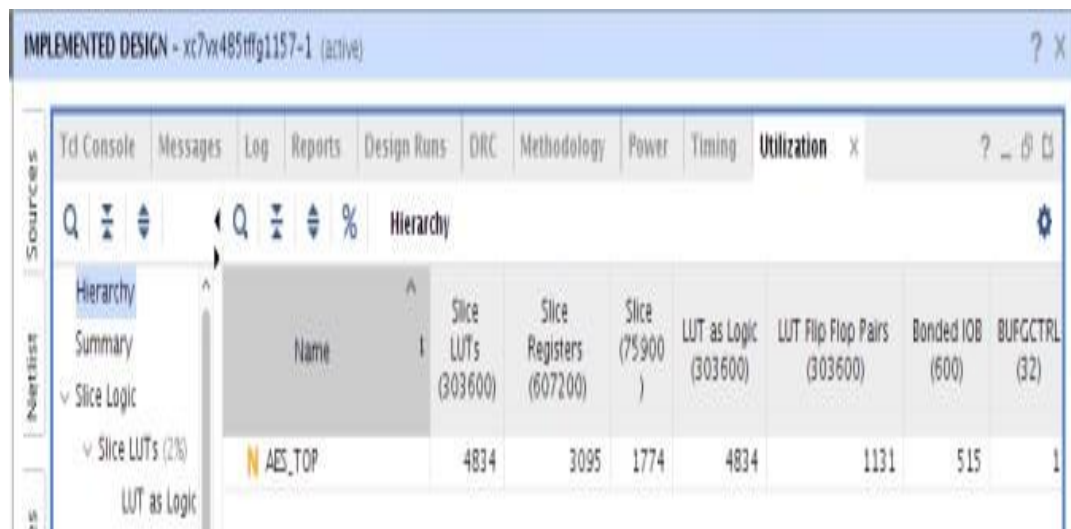 IMPLEMENTED DESIGN - xc7vx485tffg1157-1 (active) ? X
Tcl Console Messages Log Reports Design Runs DRC Methodology Power Timing Utilization × ? _
Sources
Hierarchy
Netlist
Hierarchy
Summary
Slice Logic
Slice LUTs (2%)
LUT as Logic
Name
Slice LUTs (303600)
Slice Registers (607200)
Slice (75900)
LUT as Logic (303600)
LUT Flip Flop Pairs (303600)
Bonded IOB (600)
BUFGCTRL (32)
N AES_TOP 4834 3095 1774 4834 1131 515 1